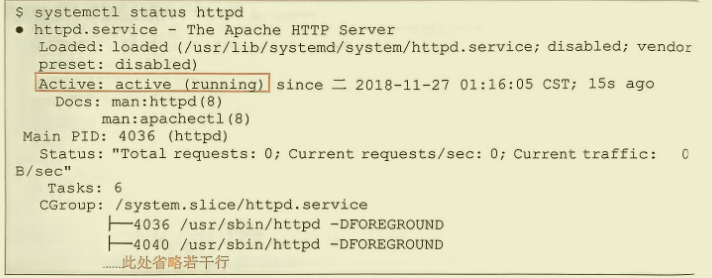 $ systemctl status httpd
● httpd.service - The Apache HTTP Server
Loaded: loaded (/usr/lib/systemd/system/httpd.service; disabled; vendor
preset: disabled)
Active: active (running) since 二 2018-11-27 01:16:05 CST; 15s ago
Docs: man:httpd(8)
man:apachectl(8)
Main PID: 4036 (httpd)
Status: "Total requests: 0; Current requests/sec: 0; Current traffic: 0
B/sec"
Tasks: 6
CGroup: /system.slice/httpd.service
├─4036 /usr/sbin/httpd -DFOREGROUND
├─4040 /usr/sbin/httpd -DFOREGROUND
……此处省略若干行